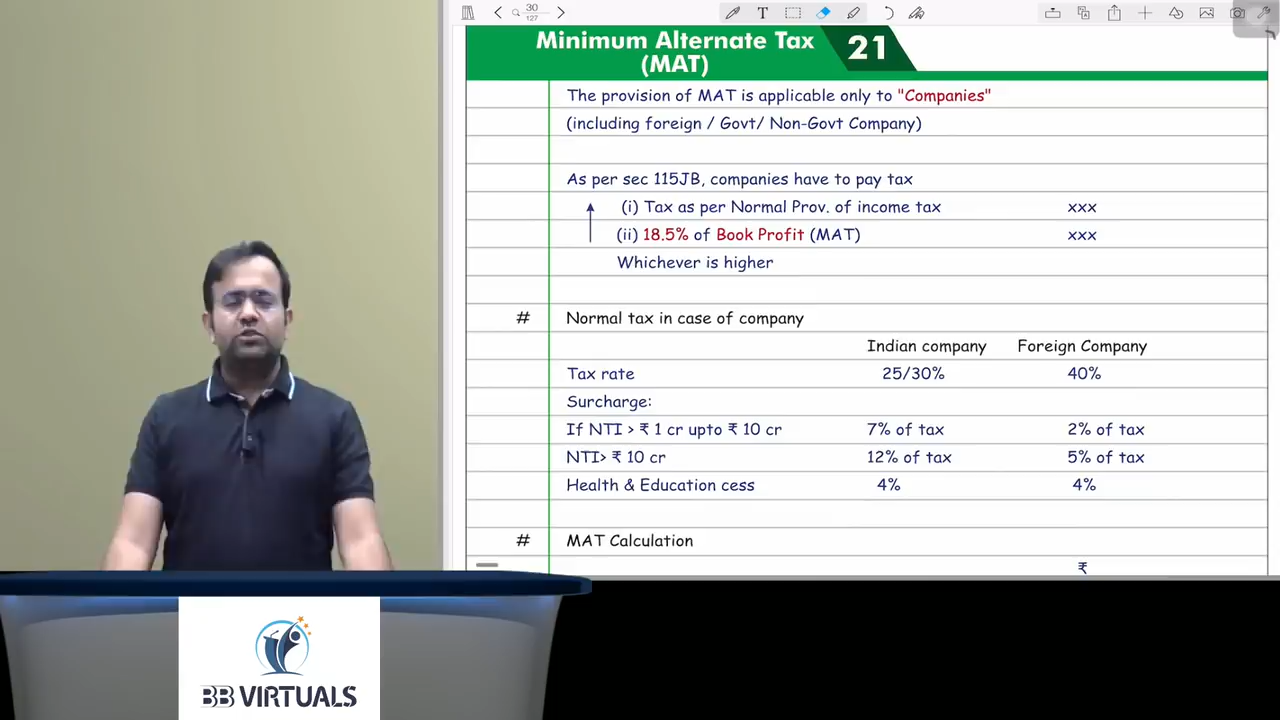 30
127
T
Minimum Alternate Tax
(MAT)
21
The provision of MAT is applicable only to "Companies"
(including foreign / Govt/ Non-Govt Company)
As per sec 115JB, companies have to pay tax
(i) Tax as per Normal Prov. of income tax xxx
(ii) 18.5% of Book Profit (MAT) xxx
Whichever is higher
# Normal tax in case of company
Indian company Foreign Company
Tax rate 25/30% 40%
Surcharge:
If NTI > ₹ 1 cr upto ₹ 10 cr 7% of tax 2% of tax
NTI> ₹ 10 cr 12% of tax 5% of tax
Health & Education cess 4% 4%
# MAT Calculation
₹
BB VIRTUALS